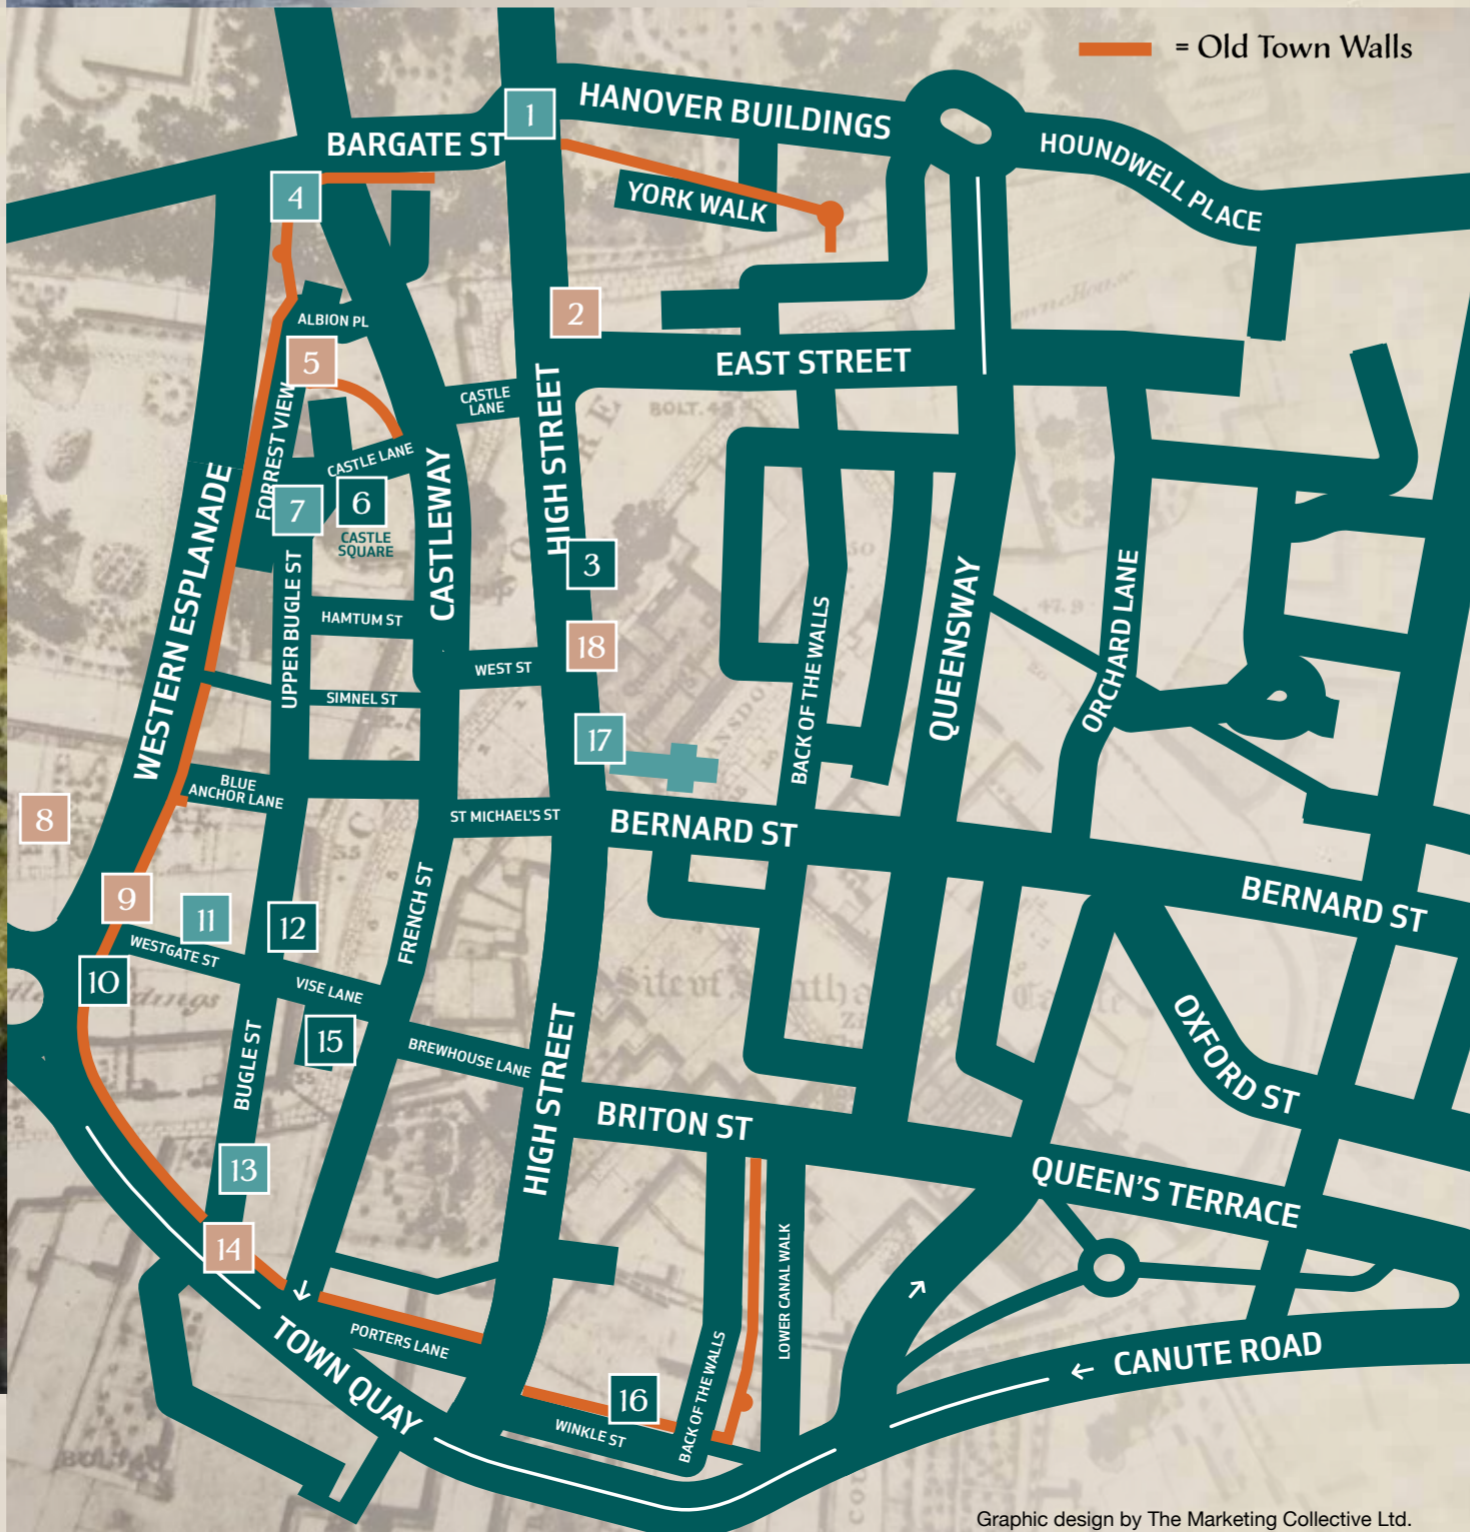 = Old Town Walls
1
HANOVER BUILDINGS
BARGATE ST
HOUNDWELL PLACE
4
YORK WALK
2
ALBION PL
5
EAST STREET
CASTLE
LANE
HIGH STREET
FORREST VIEW
CASTLE LANE
7
6
CASTLE
SQUARE
CASTLEWAY
3
WESTERN ESPLANADE
UPPER BUGLE ST
HAMTUM ST
18
WEST ST
SIMNEL ST
BACK OF THE WALLS
QUEENSWAY
ORCHARD LANE
17
BLUE
ANCHOR LANE
8
ST MICHAEL'S ST
BERNARD ST
BERNARD ST
9
11
12
FRENCH ST
WESTGATE ST
10
VISE LANE
15
BREWHOUSE LANE
BUGLE ST
HIGH STREET
OXFORD ST
BRITON ST
13
QUEEN'S TERRACE
14
PORTERS LANE
LOWER CANAL WALK
TOWN QUAY
CANUTE ROAD
16
WINKLE ST
BACK OF THE WALLS
Graphic design by The Marketing Collective Ltd.